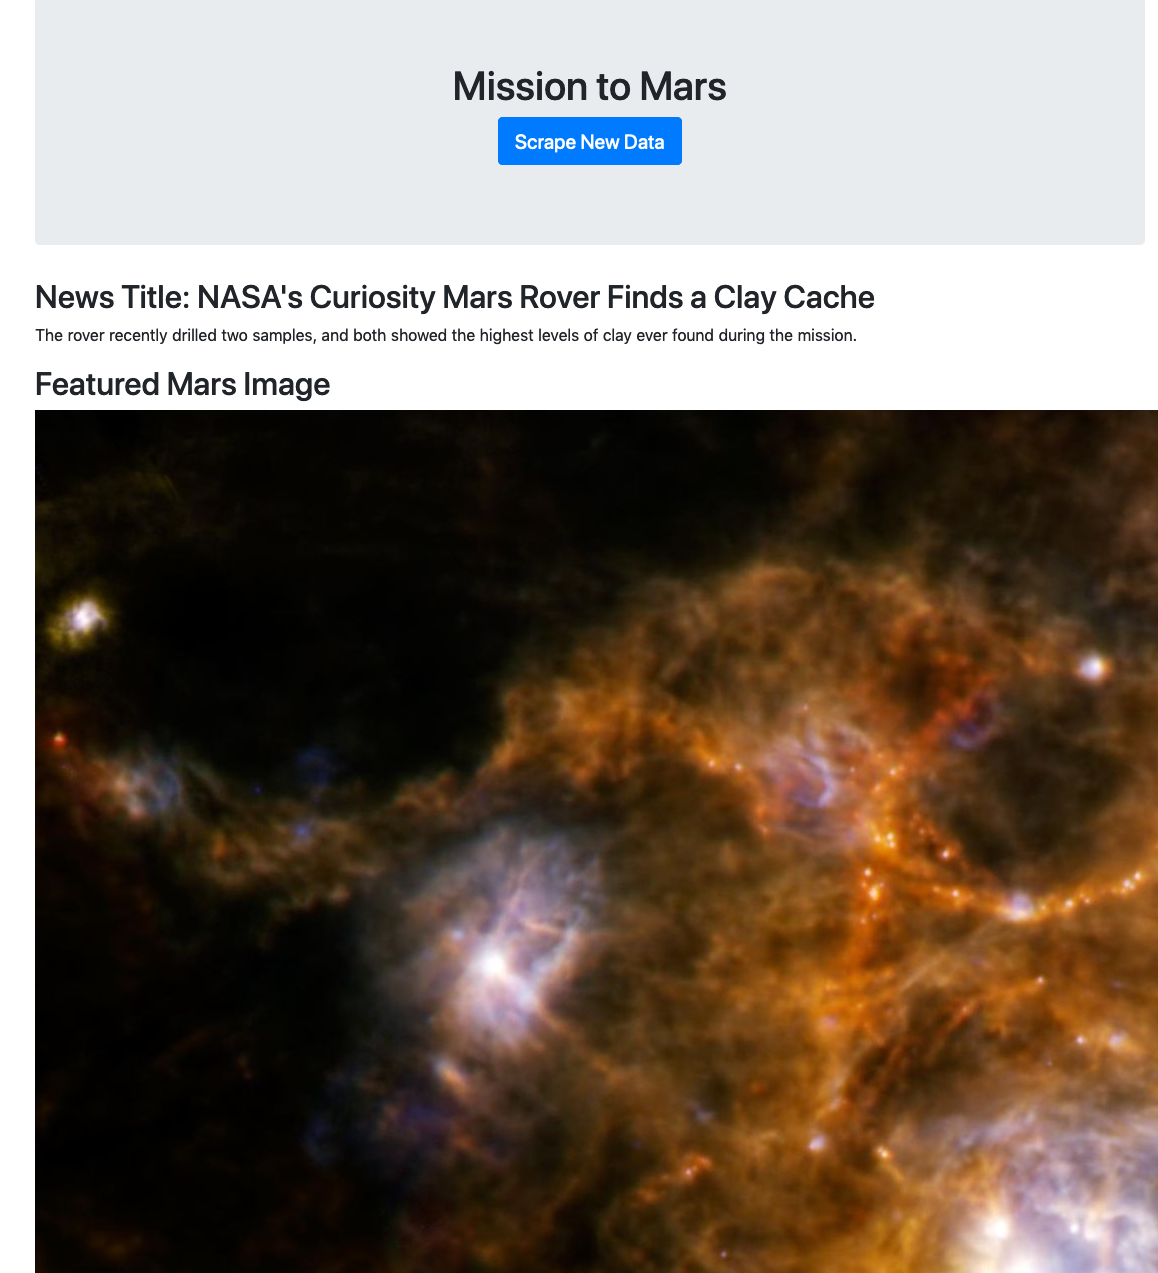 Mission to Mars
Scrape New Data
News Title: NASA's Curiosity Mars Rover Finds a Clay Cache
The rover recently drilled two samples, and both showed the highest levels of clay ever found during the mission.
Featured Mars Image